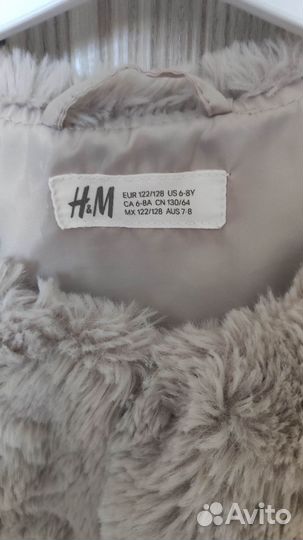 H&M
EUR 122/128 US 6-8Y
CA 6-8A CN 130/64
MX 122/128 AUS 7-8
Avito